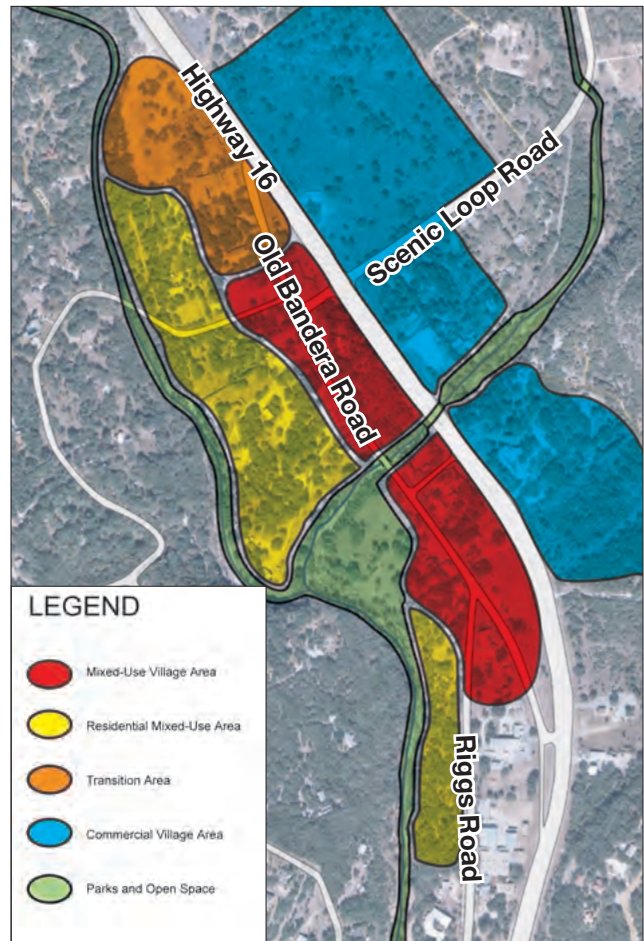 Highway 16
Scenic Loop Road
Old Bandera Road
Riggs Road
LEGEND
Mixed-Use Village Area
Residential Mixed-Use Area
Transition Area
Commercial Village Area
Parks and Open Space